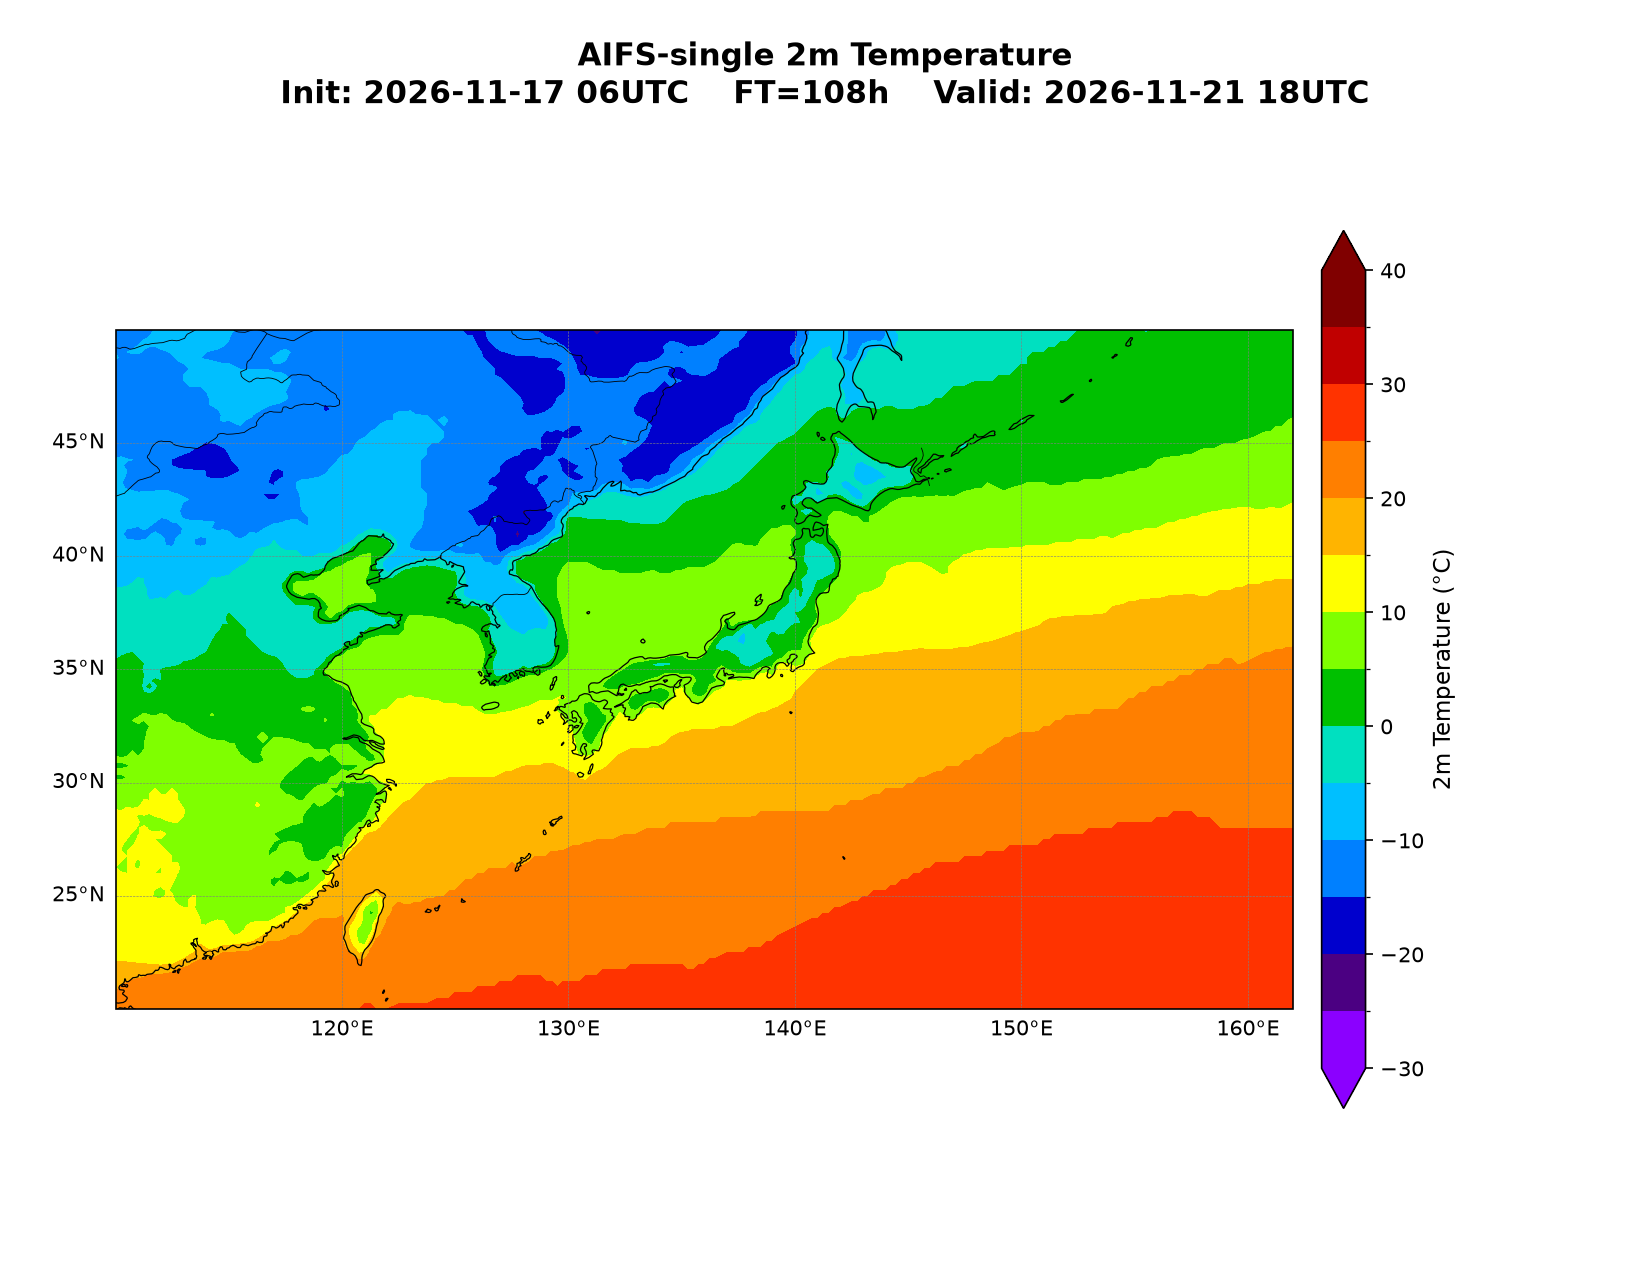 AIFS-single 2m Temperature
Init: 2026-11-17 06UTC    FT=108h    Valid: 2026-11-21 18UTC
45°N
40°N
35°N
30°N
25°N
120°E
130°E
140°E
150°E
160°E
40
30
20
10
0
−10
−20
−30
2m Temperature (°C)